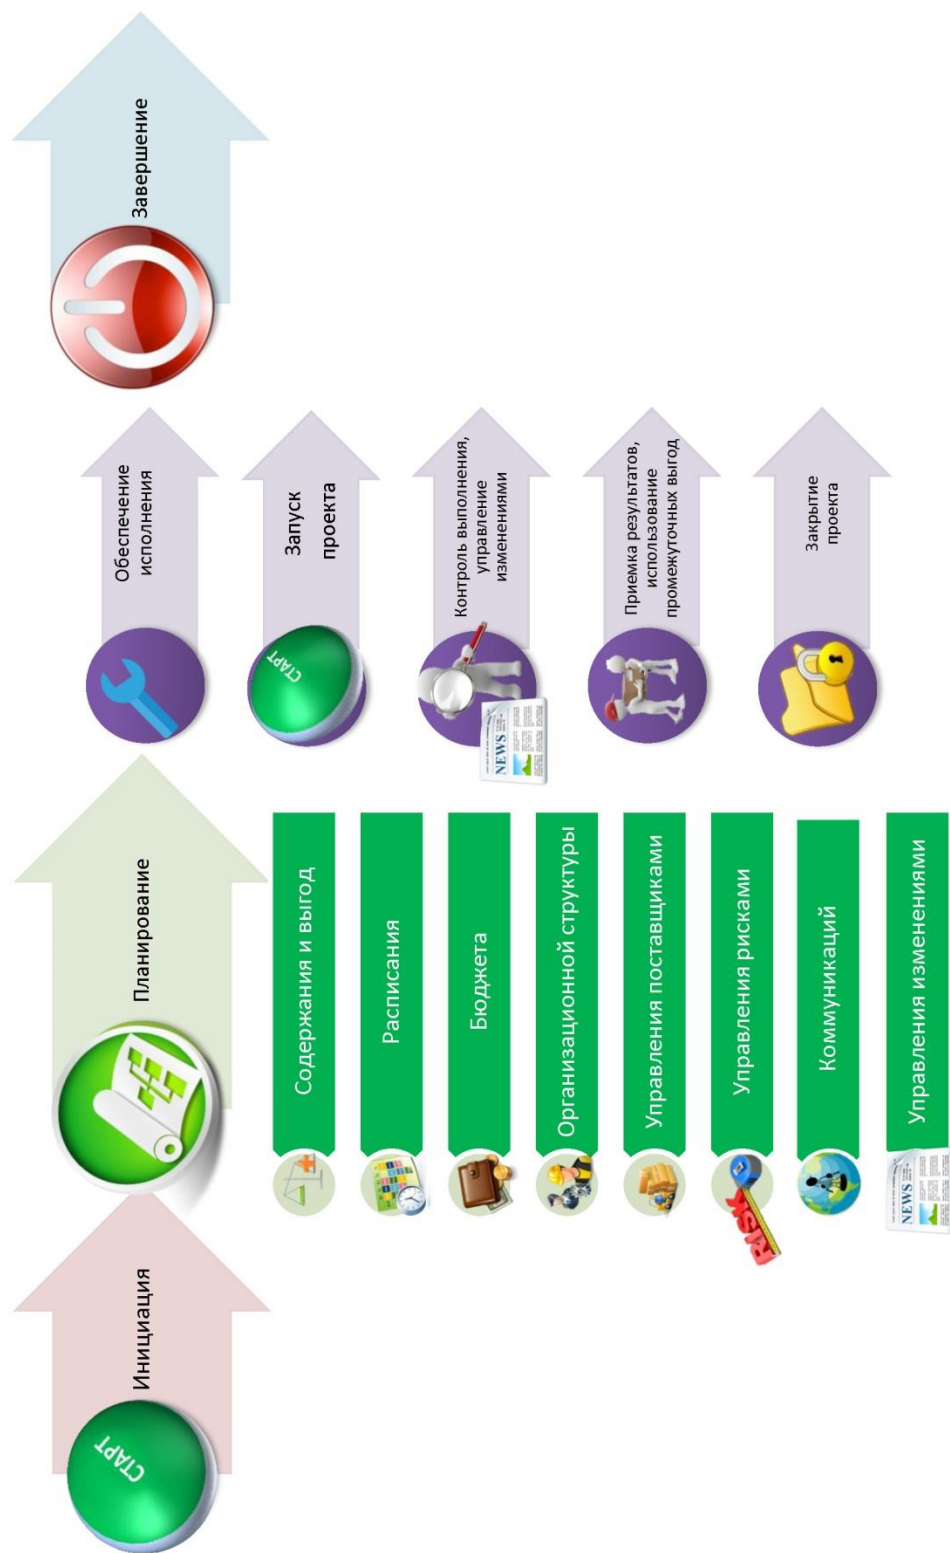 СТАРТ
Инициация
Планирование
Содержания и выгод
Расписания
Бюджета
Организационной структуры
Управления поставщиками
RISK
Управления рисками
Коммуникаций
NEWS
Управления изменениями
Обеспечение
исполнения
СТАРТ
Запуск
проекта
NEWS
Контроль выполнения,
управление
изменениями
Приемка результатов,
использование
промежуточных выгод
Закрытие
проекта
Завершение